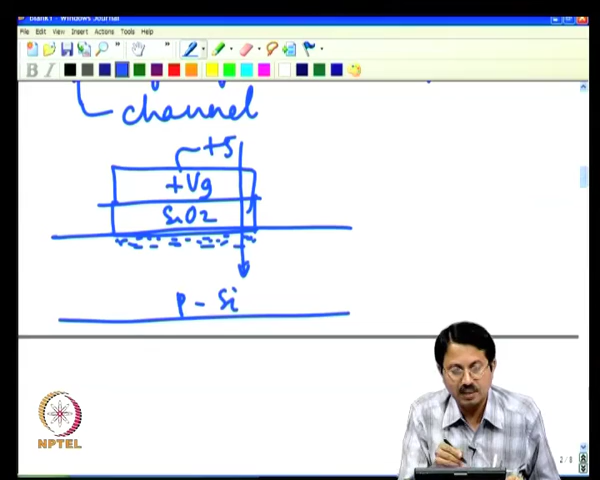 Blank1 - Windows Journal
File Edit View Insert Actions Tools Help
B I
channel
+5
+Vg
SiO2
p - Si
NPTEL
2 / 8